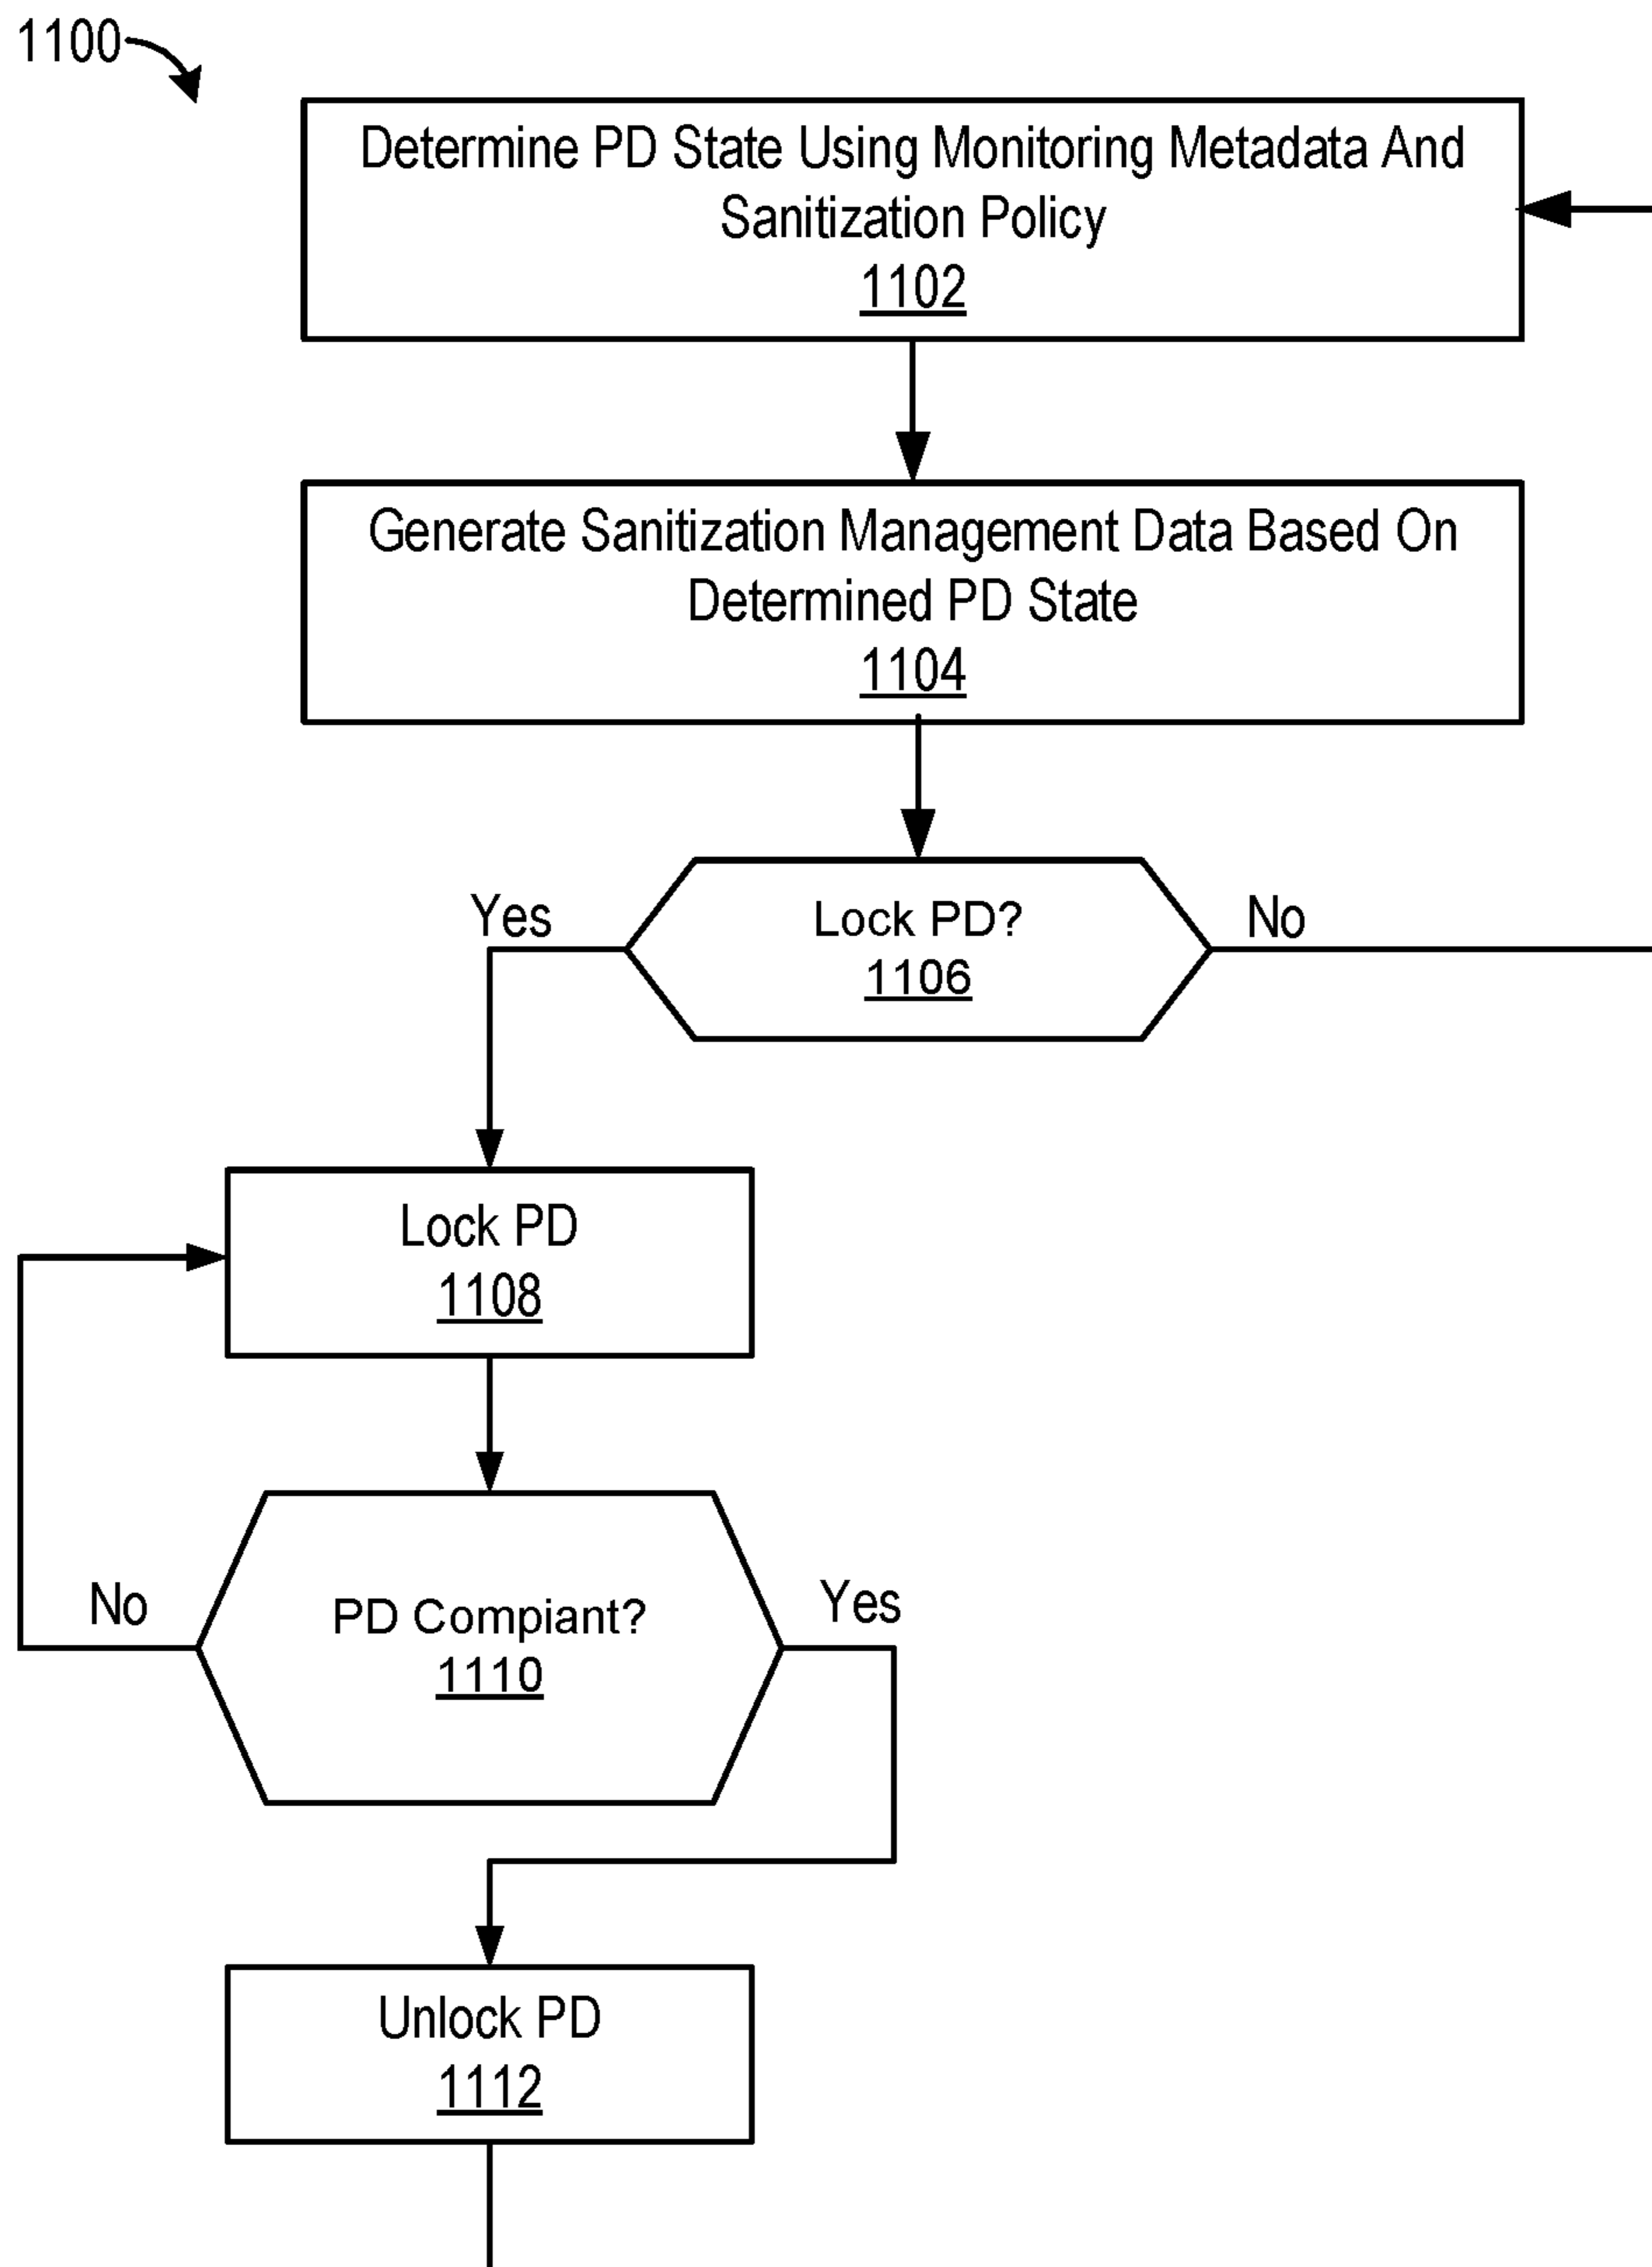 1100
Determine PD State Using Monitoring Metadata And
Sanitization Policy
1102
Generate Sanitization Management Data Based On
Determined PD State
1104
Yes
Lock PD?
No
1106
Lock PD
1108
No
PD Compiant?
Yes
1110
Unlock PD
1112